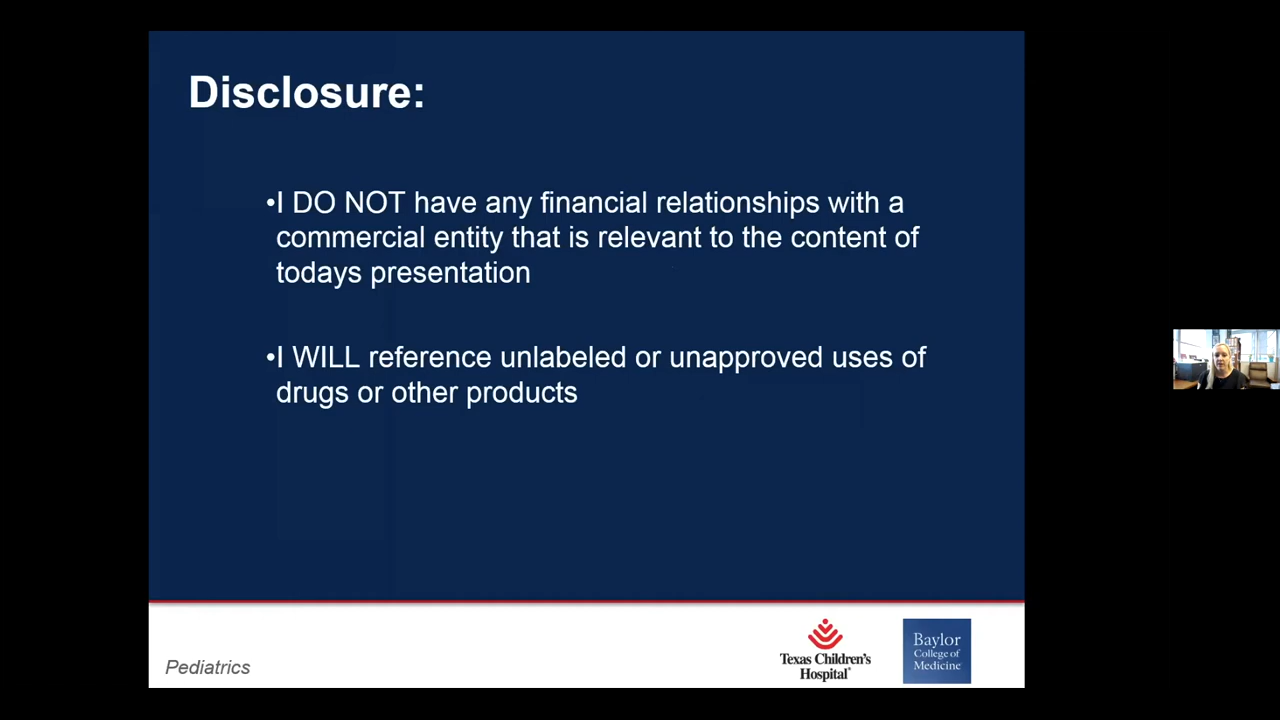 Disclosure:
•I DO NOT have any financial relationships with a
commercial entity that is relevant to the content of
todays presentation
•I WILL reference unlabeled or unapproved uses of
drugs or other products
Pediatrics
Texas Children's
Hospital®
Baylor
College of
Medicine